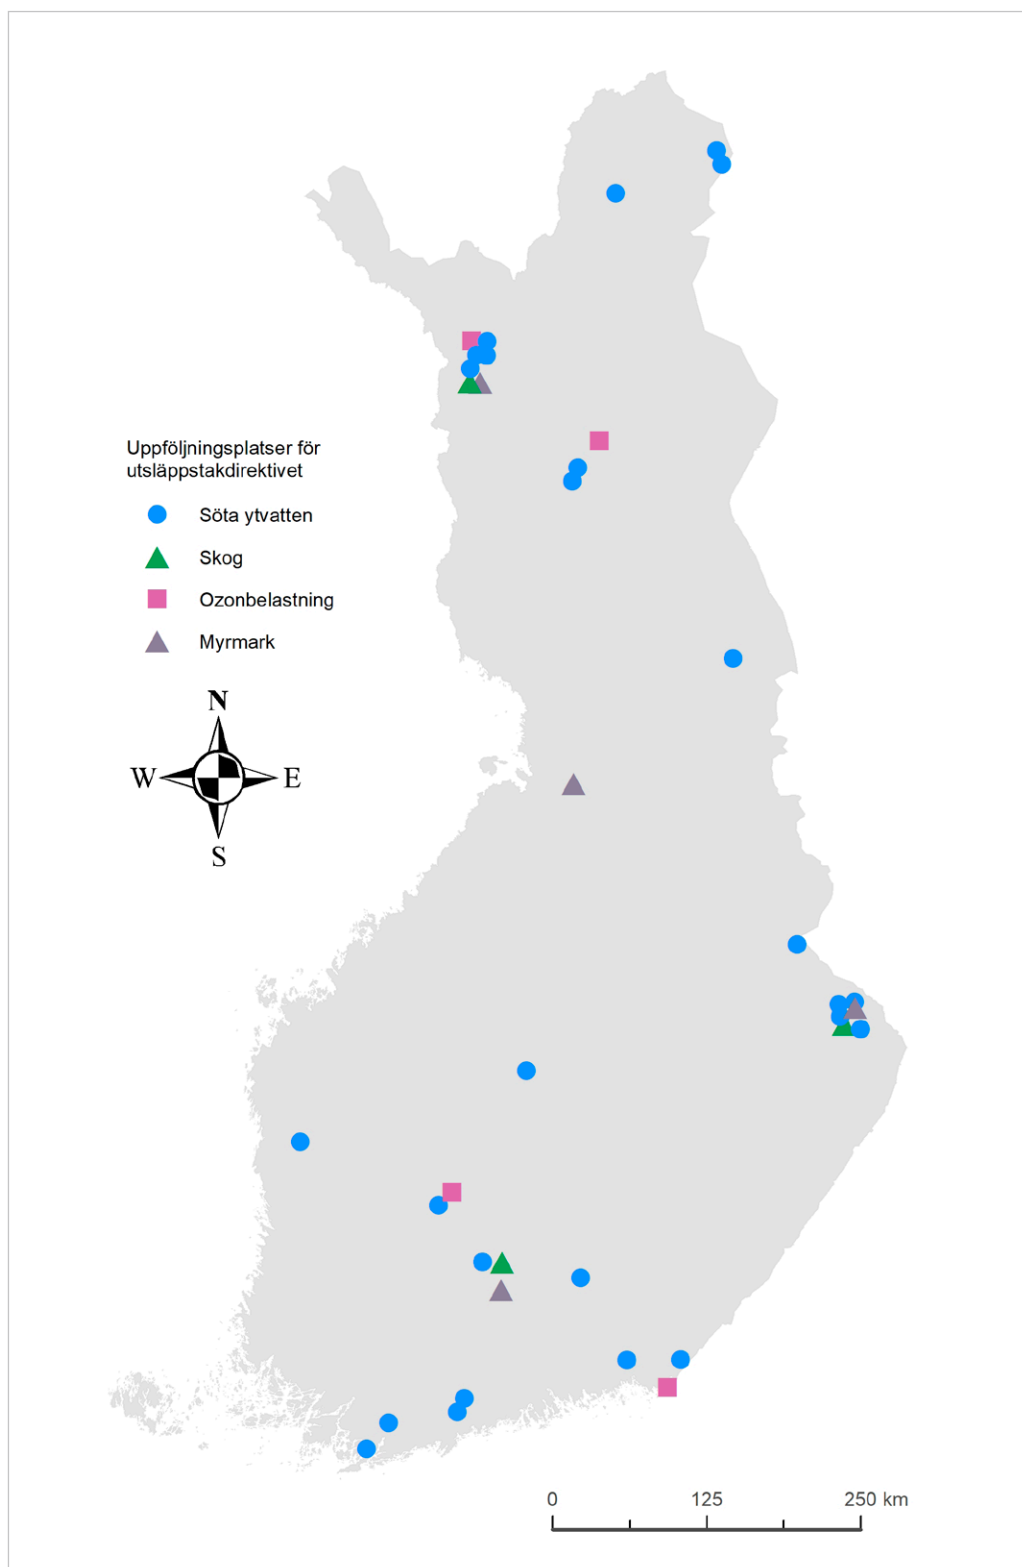 Uppföljningsplatser för
utsläppstakdirektivet
Söta ytvatten
Skog
Ozonbelastning
Myrmark
N
W E
S
0 125 250 km